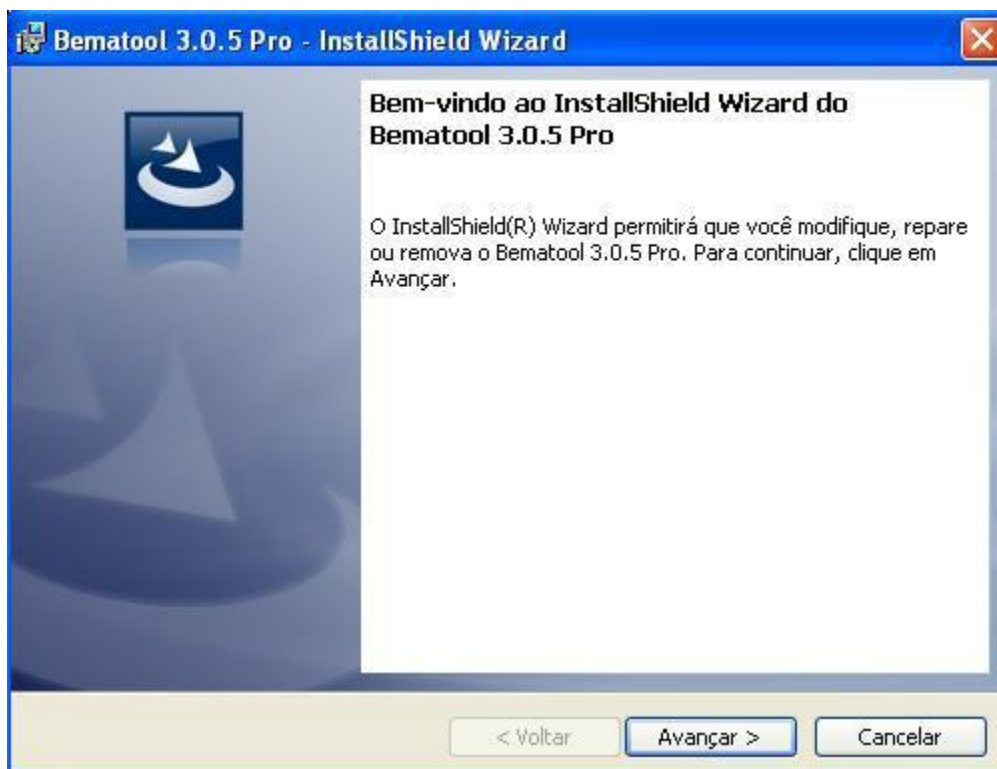 Bematool 3.0.5 Pro - InstallShield Wizard
Bem-vindo ao InstallShield Wizard do
Bematool 3.0.5 Pro
O InstallShield(R) Wizard permitirá que você modifique, repare
ou remova o Bematool 3.0.5 Pro. Para continuar, clique em
Avançar.
< Voltar
Avançar >
Cancelar